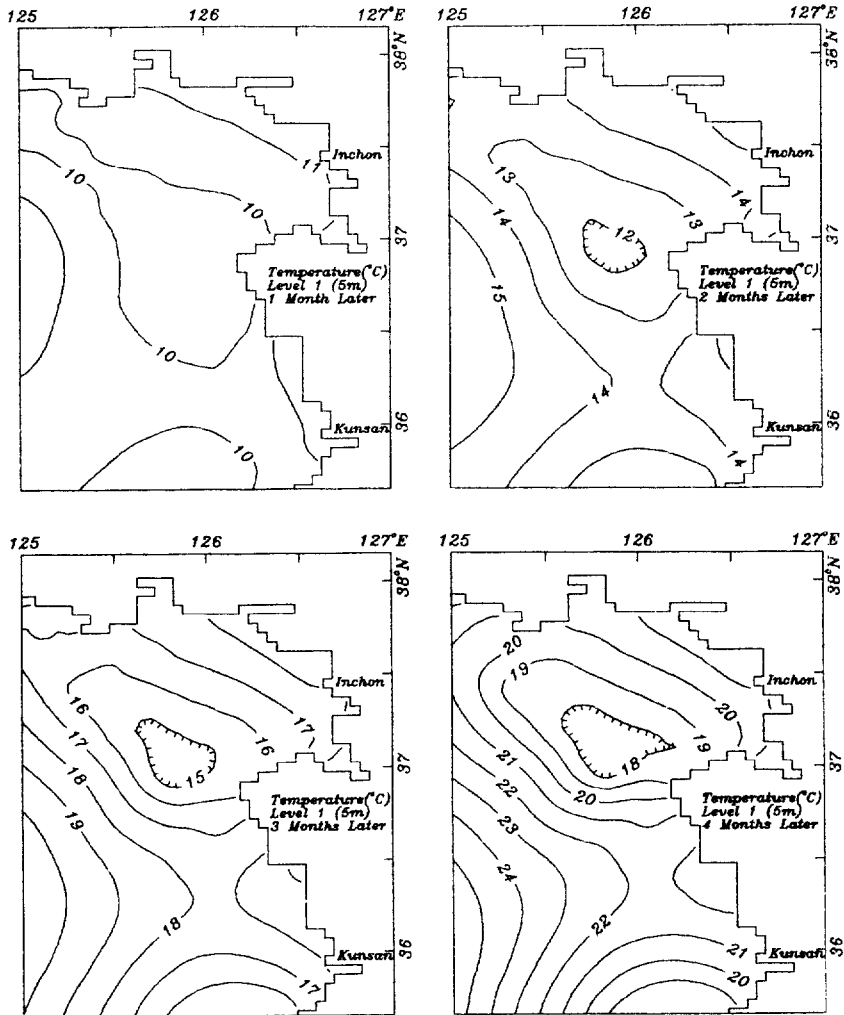 125 126 127°E
38°N
Inchon
11
10
10
37
Temperature(°C)
Level 1 (5m)
1 Month Later
10
36
Kunsan
10
125 126 127°E
38°N
Inchon
13
14
14
13
12
37
Temperature(°C)
Level 1 (5m)
2 Months Later
15
14
36
Kunsan
14
125 126 127°E
38°N
Inchon
16
17
17
16
18
15
37
19
Temperature(°C)
Level 1 (5m)
3 Months Later
18
36
Kunsan
17
125 126 127°E
38°N
20
19
Inchon
20
21
19
18
37
22
20
Temperature(°C)
Level 1 (5m)
4 Months Later
23
24
22
36
Kunsan
21
20